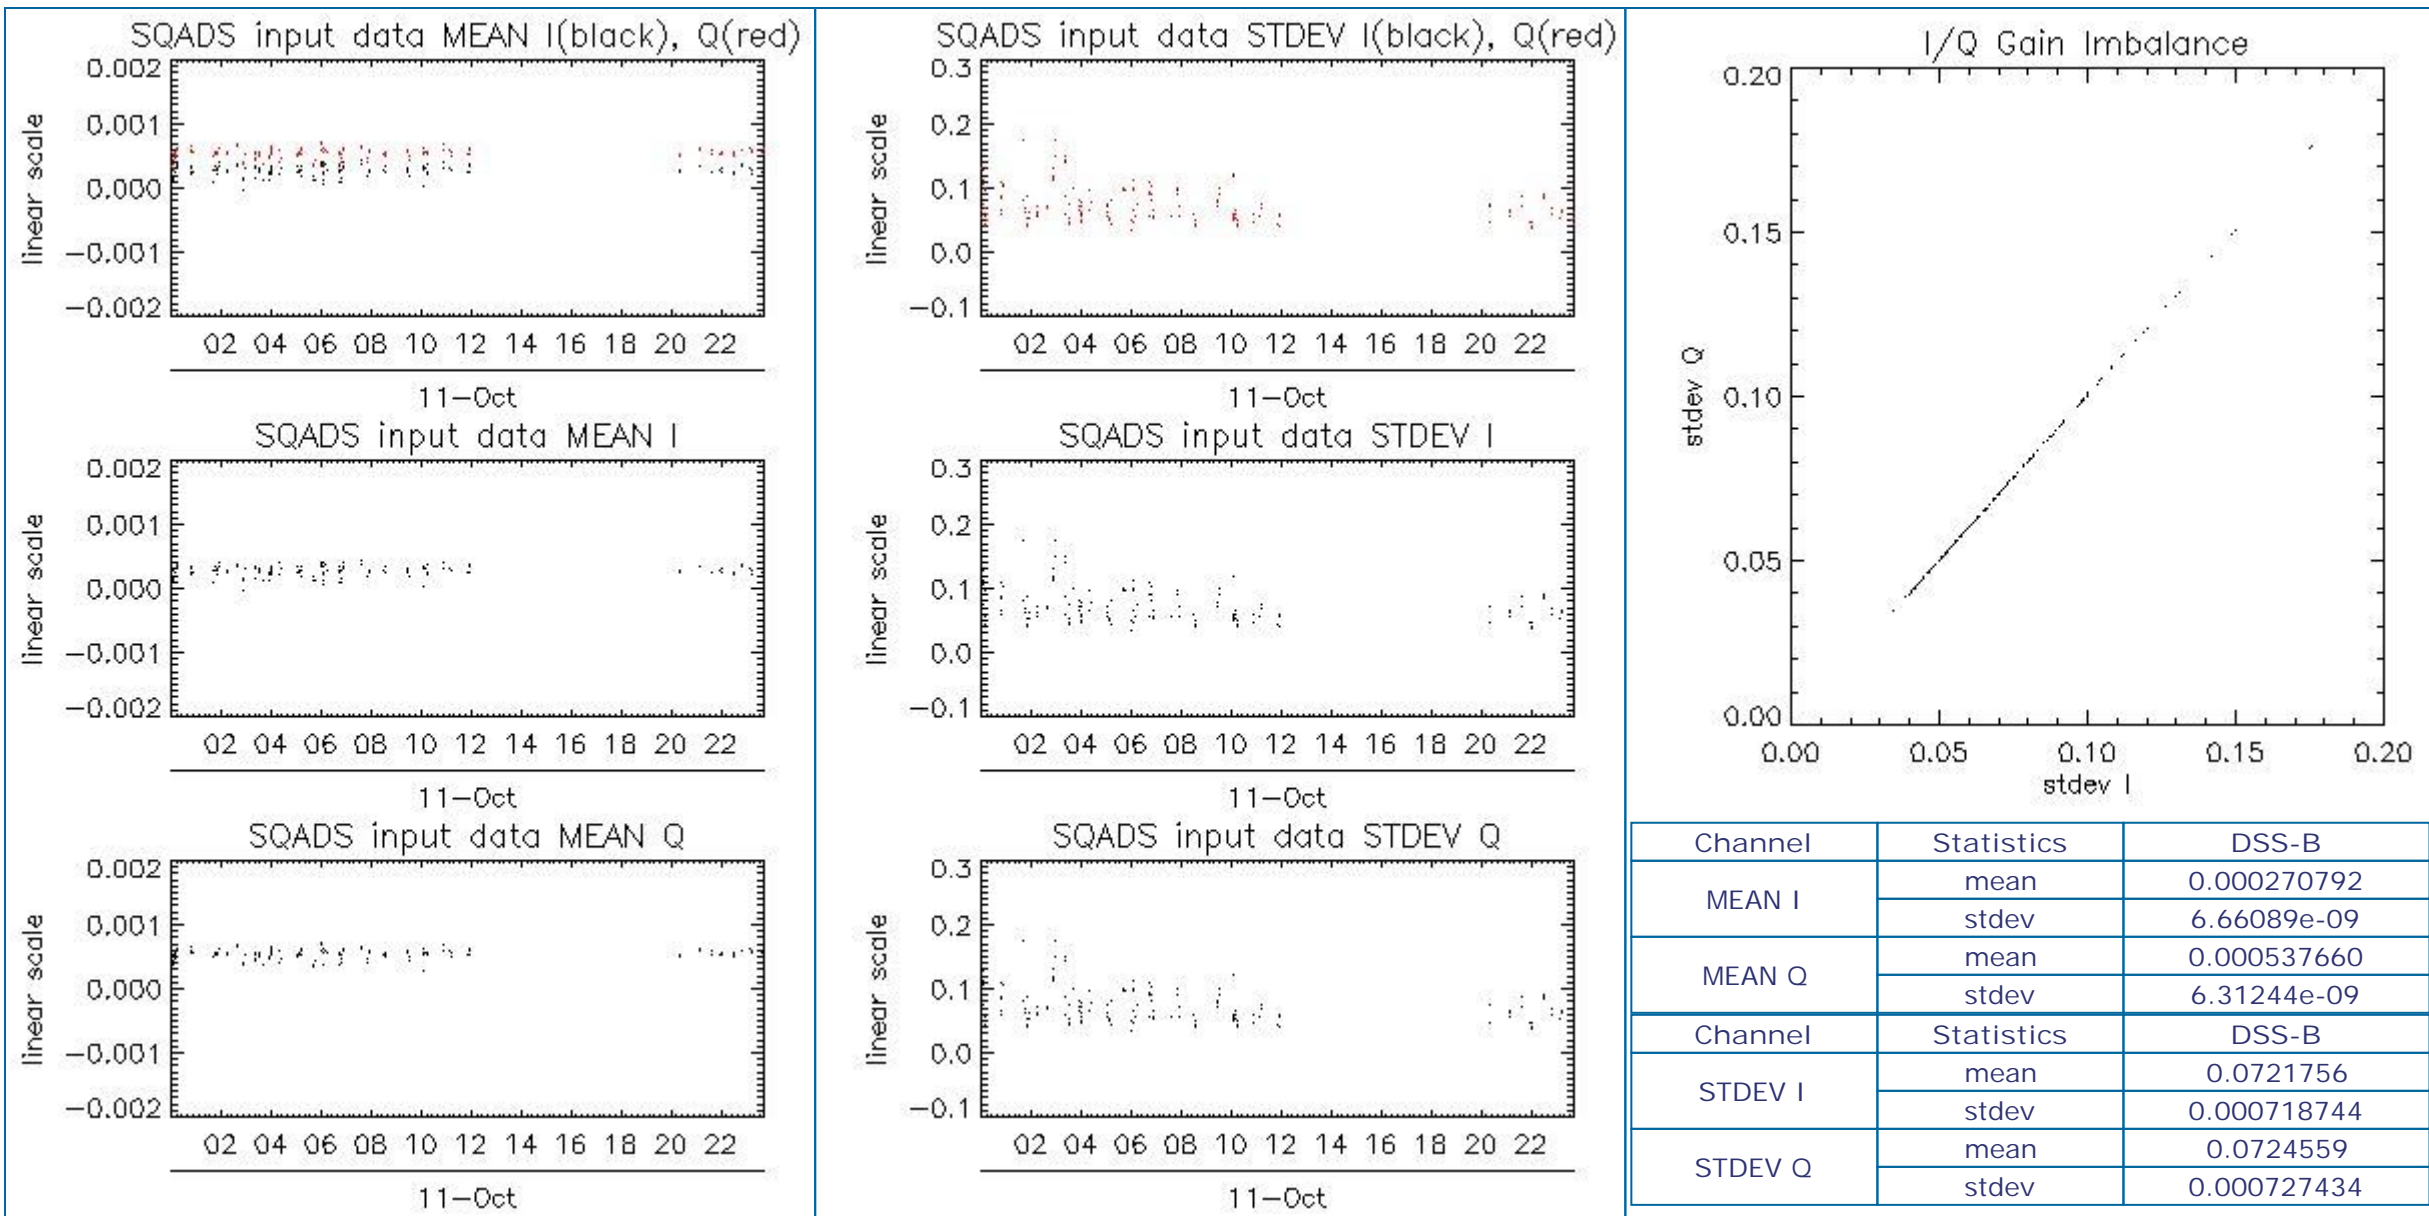 SQADS input data MEAN I(black), Q(red)
0.002
0.001
0.000
−0.001
−0.002
linear scale
02 04 06 08 10 12 14 16 18 20 22
11−Oct
SQADS input data MEAN I
0.002
0.001
0.000
−0.001
−0.002
linear scale
02 04 06 08 10 12 14 16 18 20 22
11−Oct
SQADS input data MEAN Q
0.002
0.001
0.000
−0.001
−0.002
linear scale
02 04 06 08 10 12 14 16 18 20 22
11−Oct
SQADS input data STDEV I(black), Q(red)
0.3
0.2
0.1
0.0
−0.1
linear scale
02 04 06 08 10 12 14 16 18 20 22
11−Oct
SQADS input data STDEV I
0.3
0.2
0.1
0.0
−0.1
linear scale
02 04 06 08 10 12 14 16 18 20 22
11−Oct
SQADS input data STDEV Q
0.3
0.2
0.1
0.0
−0.1
linear scale
02 04 06 08 10 12 14 16 18 20 22
11−Oct
I/Q Gain Imbalance
0.20
0.15
0.10
0.05
0.00
stdev Q
0.00 0.05 0.10 0.15 0.20
stdev I
Channel Statistics DSS-B
MEAN I mean 0.000270792
stdev 6.66089e-09
MEAN Q mean 0.000537660
stdev 6.31244e-09
Channel Statistics DSS-B
STDEV I mean 0.0721756
stdev 0.000718744
STDEV Q mean 0.0724559
stdev 0.000727434